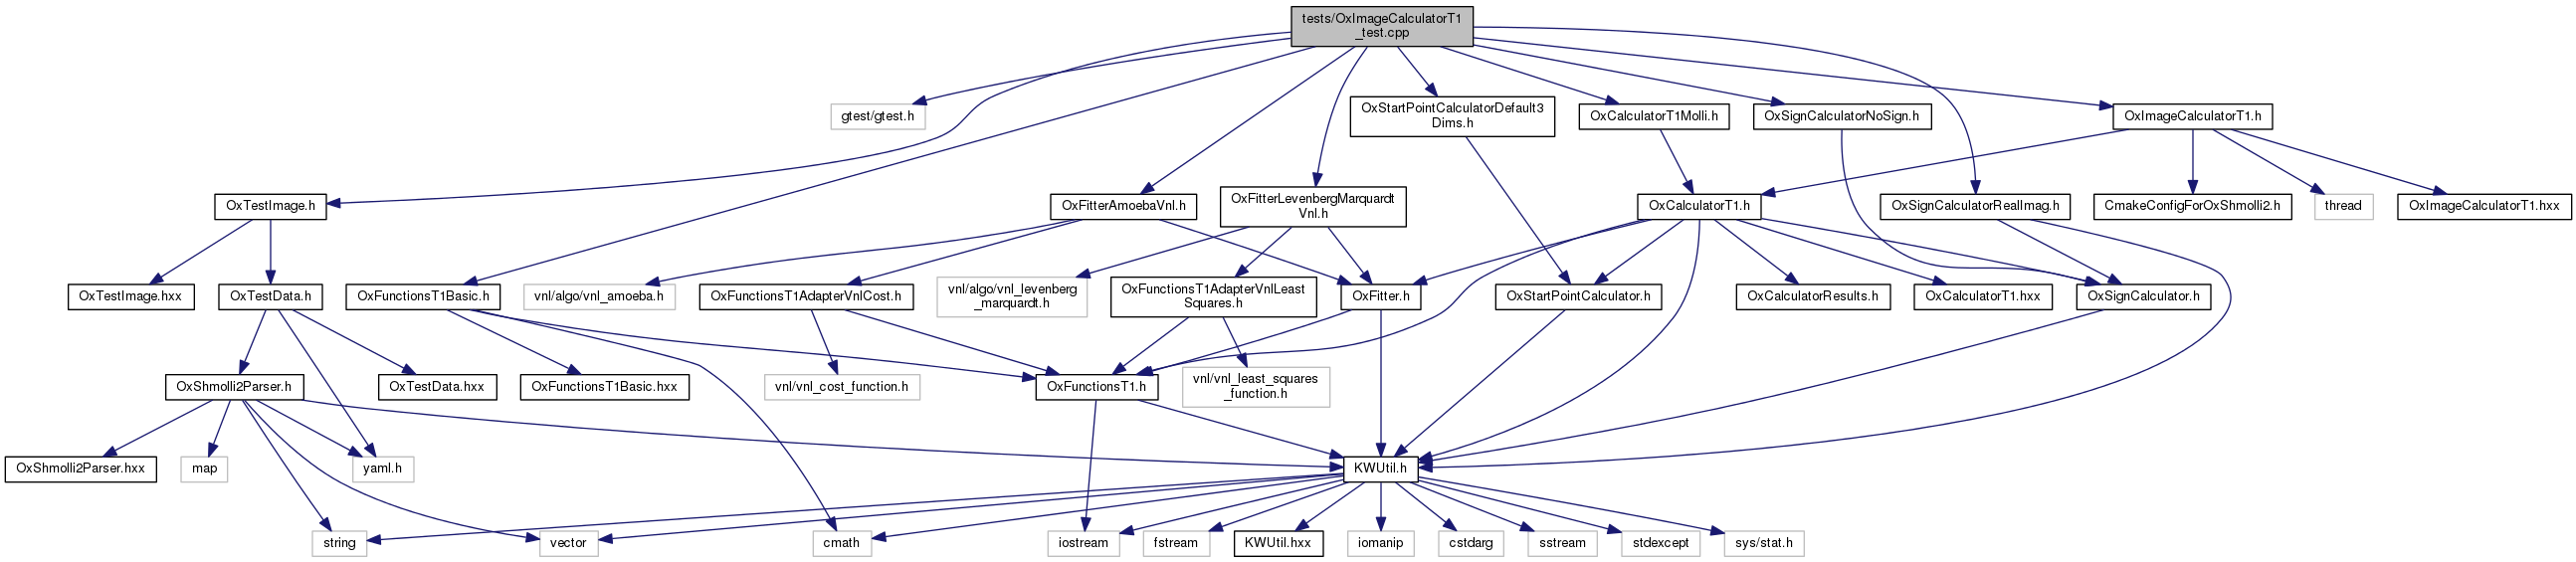 tests/OxImageCalculatorT1
_test.cpp
gtest/gtest.h
OxStartPointCalculatorDefault3
Dims.h
OxCalculatorT1Molli.h
OxSignCalculatorNoSign.h
OxImageCalculatorT1.h
OxTestImage.h
OxFitterAmoebaVnl.h
OxFitterLevenbergMarquardt
Vnl.h
OxCalculatorT1.h
OxSignCalculatorRealImag.h
CmakeConfigForOxShmolli2.h
thread
OxImageCalculatorT1.hxx
OxTestImage.hxx
OxTestData.h
OxFunctionsT1Basic.h
vnl/algo/vnl_amoeba.h
OxFunctionsT1AdapterVnlCost.h
vnl/algo/vnl_levenberg
_marquardt.h
OxFunctionsT1AdapterVnlLeast
Squares.h
OxFitter.h
OxStartPointCalculator.h
OxCalculatorResults.h
OxCalculatorT1.hxx
OxSignCalculator.h
OxShmolli2Parser.h
OxTestData.hxx
OxFunctionsT1Basic.hxx
vnl/vnl_cost_function.h
OxFunctionsT1.h
vnl/vnl_least_squares
_function.h
OxShmolli2Parser.hxx
map
yaml.h
KWUtil.h
string
vector
cmath
iostream
fstream
KWUtil.hxx
iomanip
cstdarg
sstream
stdexcept
sys/stat.h